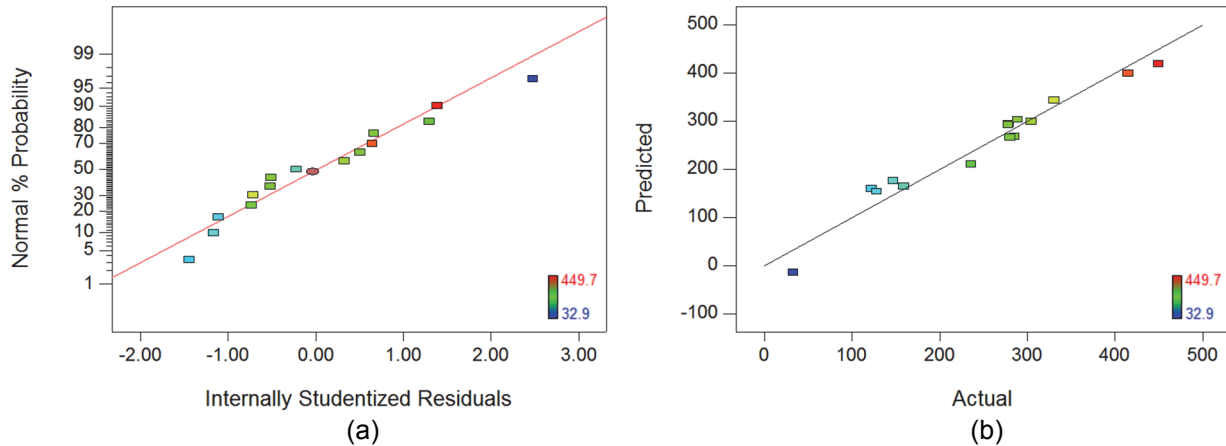 Normal % Probability
99
95
90
80
70
50
30
20
10
5
1
449.7
32.9
-2.00 -1.00 0.00 1.00 2.00 3.00
Internally Studentized Residuals
(a)
Predicted
500
400
300
200
100
0
-100
449.7
32.9
0 100 200 300 400 500
Actual
(b)